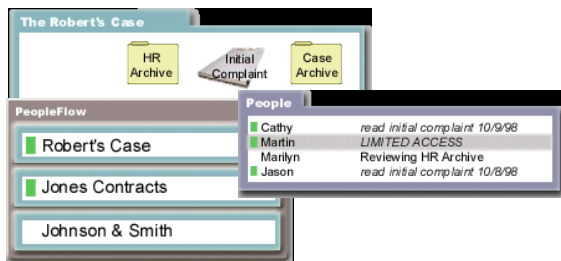 The Robert's Case
HR
Archive
Initial
Complaint
Case
Archive
PeopleFlow
Robert's Case
Jones Contracts
Johnson & Smith
People
Cathy read initial complaint 10/9/98
Martin LIMITED ACCESS
Marilyn Reviewing HR Archive
Jason read initial complaint 10/8/98